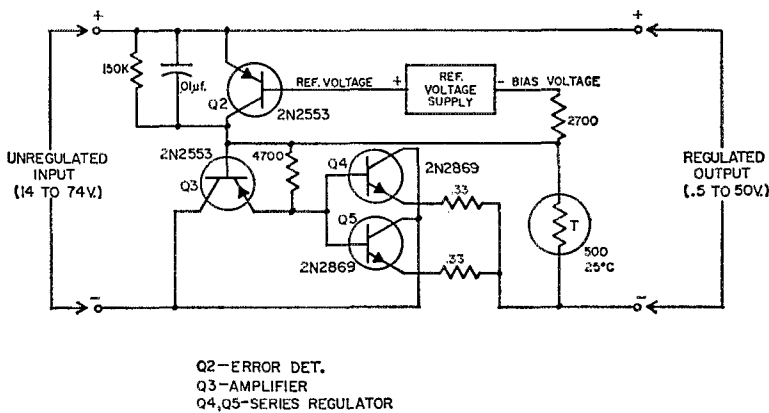 +
+
150K
.01µf.
Q2
REF. VOLTAGE
+
REF.
VOLTAGE
SUPPLY
- BIAS VOLTAGE
2N2553
2700
UNREGULATED
INPUT
(14 TO 74V.)
2N2553
4700
Q3
Q4
2N2869
.33
Q5
2N2869
.33
T
500
25°C
REGULATED
OUTPUT
(.5 TO 50V.)
-
-
Q2-ERROR DET.
Q3-AMPLIFIER
Q4,Q5-SERIES REGULATOR